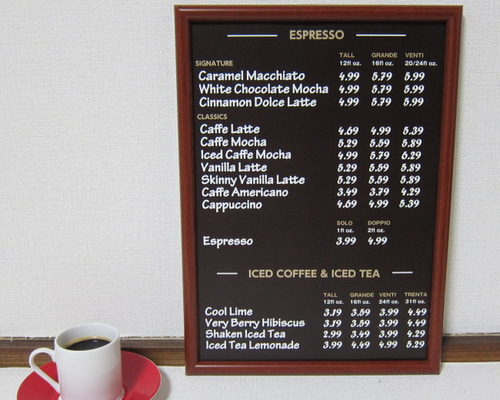 ESPRESSO
TALL GRANDE VENTI
SIGNATURE 12fl oz. 16fl oz. 20/24fl oz.
Caramel Macchiato 4.99 5.79 5.99
White Chocolate Mocha 4.99 5.79 5.99
Cinnamon Dolce Latte 4.99 5.79 5.99
CLASSICS
Caffe Latte 4.69 4.99 5.39
Caffe Mocha 5.29 5.59 5.89
Iced Caffe Mocha 4.99 5.79 6.29
Vanilla Latte 5.29 5.59 5.89
Skinny Vanilla Latte 5.29 5.59 5.89
Caffe Americano 3.49 3.79 4.29
Cappuccino 4.69 4.99 5.39
SOLO DOPPIO
1fl oz. 2fl oz.
Espresso 3.99 4.99
ICED COFFEE & ICED TEA
TALL GRANDE VENTI TRENTA
12fl oz. 16fl oz. 24fl oz. 31fl oz.
Cool Lime 3.19 3.59 3.99 4.49
Very Berry Hibiscus 3.19 3.59 3.99 4.49
Shaken Iced Tea 2.99 3.49 3.99 4.29
Iced Tea Lemonade 3.99 4.49 4.99 5.29